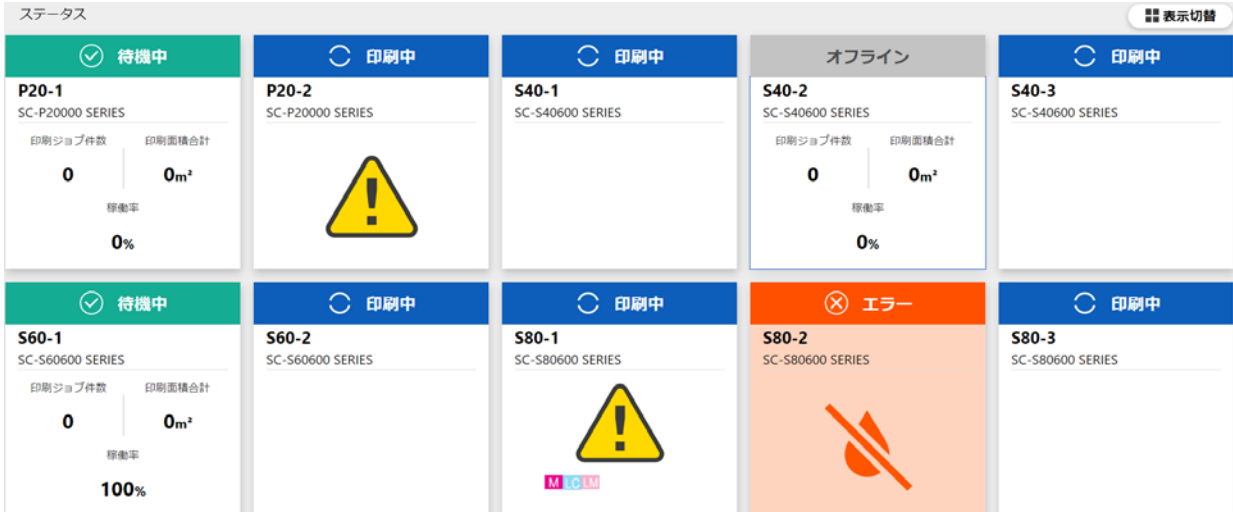 ステータス
表示切替
待機中
P20-1
SC-P20000 SERIES
印刷ジョブ件数 印刷面積合計
0 0m²
稼働率
0%
印刷中
P20-2
SC-P20000 SERIES
印刷中
S40-1
SC-S40600 SERIES
オフライン
S40-2
SC-S40600 SERIES
印刷ジョブ件数 印刷面積合計
0 0m²
稼働率
0%
印刷中
S40-3
SC-S40600 SERIES
待機中
S60-1
SC-S60600 SERIES
印刷ジョブ件数 印刷面積合計
0 0m²
稼働率
100%
印刷中
S60-2
SC-S60600 SERIES
印刷中
S80-1
SC-S80600 SERIES
M LC LM
エラー
S80-2
SC-S80600 SERIES
印刷中
S80-3
SC-S80600 SERIES